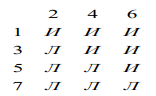 2 4 6
1 И И И
3 Л И И
5 Л Л И
7 Л Л Л